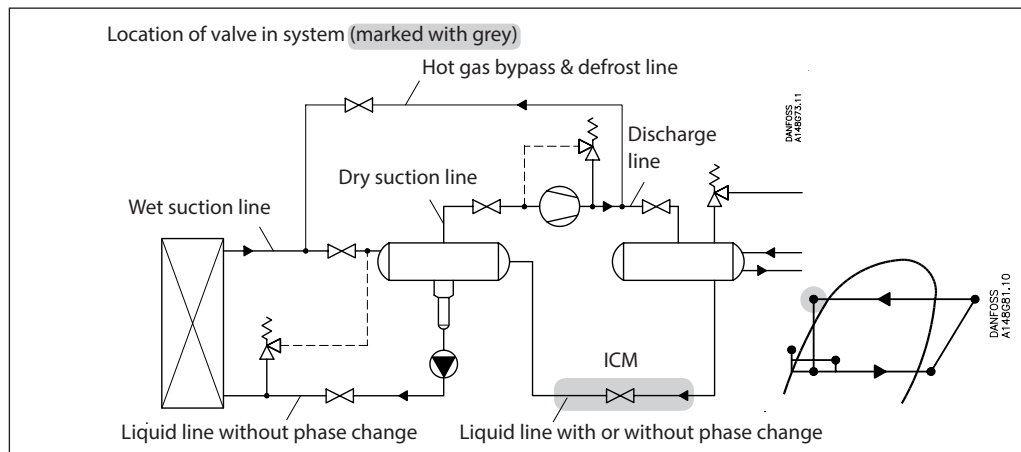 Location of valve in system (marked with grey)
Hot gas bypass & defrost line
DANFOSS
A148G73.11
Discharge
line
Dry suction line
Wet suction line
DANFOSS
A148G81.10
ICM
Liquid line without phase change
Liquid line with or without phase change